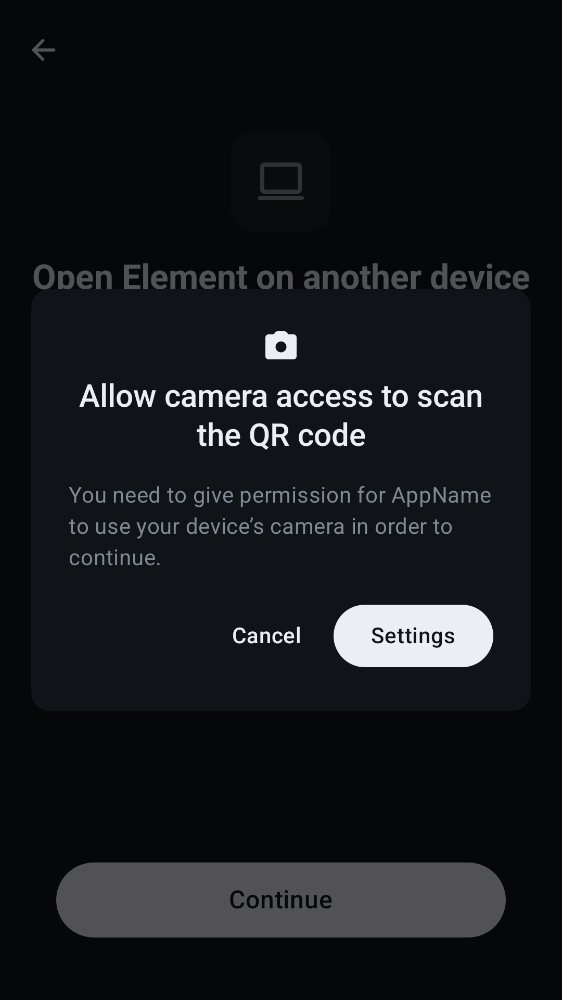 Open Element on another device
Allow camera access to scan
the QR code
You need to give permission for AppName
to use your device’s camera in order to
continue.
Cancel
Settings
Continue